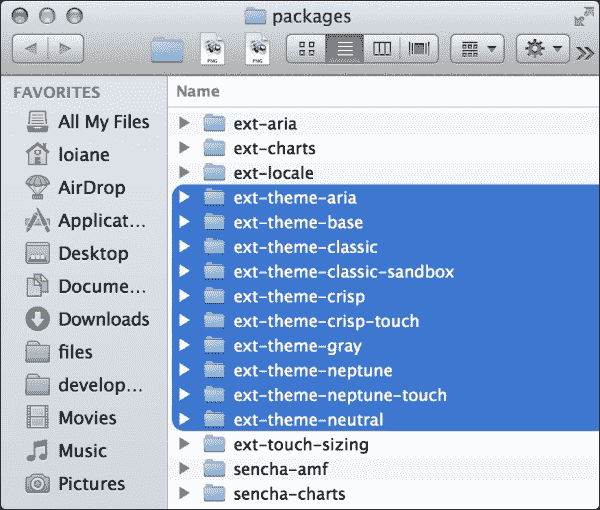 packages
PNG
PNG
FAVORITES
All My Files
loiane
AirDrop
Applicat...
Desktop
Docume...
Downloads
files
develop...
Movies
Music
Pictures
Name
ext-aria
ext-charts
ext-locale
ext-theme-aria
ext-theme-base
ext-theme-classic
ext-theme-classic-sandbox
ext-theme-crisp
ext-theme-crisp-touch
ext-theme-gray
ext-theme-neptune
ext-theme-neptune-touch
ext-theme-neutral
ext-touch-sizing
sencha-amf
sencha-charts